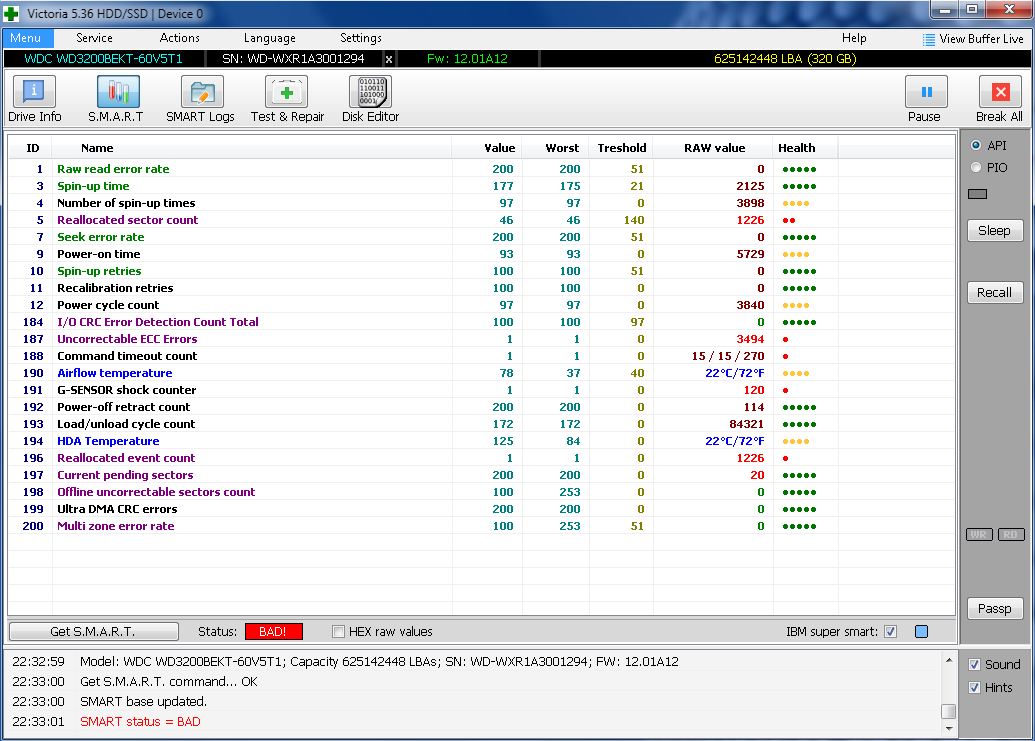 Victoria 5.36 HDD/SSD | Device 0
Menu Service Actions Language Settings Help View Buffer Live
WDC WD3200BEKT-60V5T1 SN: WD-WXR1A3001294 x Fw: 12.01A12 625142448 LBA (320 GB)
Drive Info S.M.A.R.T SMART Logs Test & Repair Disk Editor Pause Break All
ID Name Value Worst Treshold RAW value Health
1 Raw read error rate 200 200 51 0
3 Spin-up time 177 175 21 2125
4 Number of spin-up times 97 97 0 3898
5 Reallocated sector count 46 46 140 1226
7 Seek error rate 200 200 51 0
9 Power-on time 93 93 0 5729
10 Spin-up retries 100 100 51 0
11 Recalibration retries 100 100 0 0
12 Power cycle count 97 97 0 3840
184 I/O CRC Error Detection Count Total 100 100 97 0
187 Uncorrectable ECC Errors 1 1 0 3494
188 Command timeout count 1 1 0 15 / 15 / 270
190 Airflow temperature 78 37 40 22°C/72°F
191 G-SENSOR shock counter 1 1 0 120
192 Power-off retract count 200 200 0 114
193 Load/unload cycle count 172 172 0 84321
194 HDA Temperature 125 84 0 22°C/72°F
196 Reallocated event count 1 1 0 1226
197 Current pending sectors 200 200 0 20
198 Offline uncorrectable sectors count 100 253 0 0
199 Ultra DMA CRC errors 200 200 0 0
200 Multi zone error rate 100 253 51 0
API
PIO
Sleep
Recall
WR RD
Passp
Get S.M.A.R.T. Status: BAD! HEX raw values IBM super smart:
22:32:59 Model: WDC WD3200BEKT-60V5T1; Capacity 625142448 LBAs; SN: WD-WXR1A3001294; FW: 12.01A12
22:33:00 Get S.M.A.R.T. command... OK
22:33:00 SMART base updated.
22:33:01 SMART status = BAD
Sound
Hints